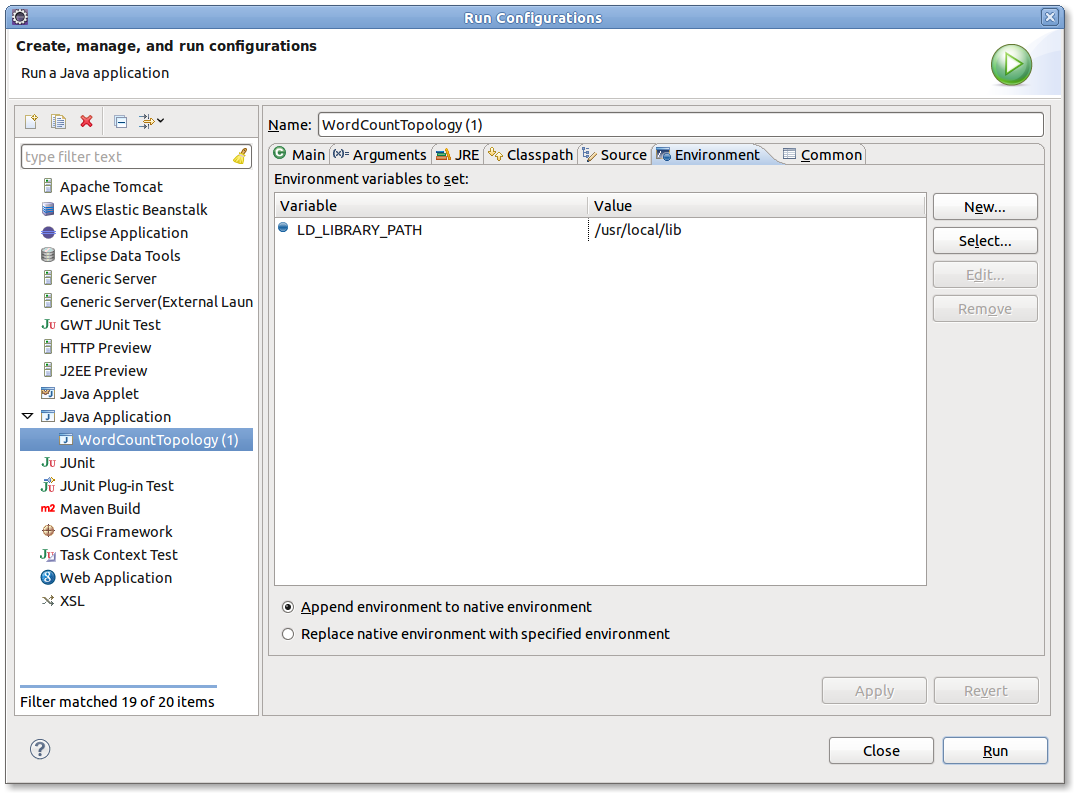 Run Configurations
Create, manage, and run configurations
Run a Java application
type filter text
Apache Tomcat
AWS Elastic Beanstalk
Eclipse Application
Eclipse Data Tools
Generic Server
Generic Server(External Laun
GWT JUnit Test
HTTP Preview
J2EE Preview
Java Applet
Java Application
WordCountTopology (1)
JUnit
JUnit Plug-in Test
Maven Build
OSGi Framework
Task Context Test
Web Application
XSL
Filter matched 19 of 20 items
Name: WordCountTopology (1)
Main Arguments JRE Classpath Source Environment Common
Environment variables to set:
Variable Value
LD_LIBRARY_PATH /usr/local/lib
New...
Select...
Edit...
Remove
Append environment to native environment
Replace native environment with specified environment
Apply Revert
Close Run